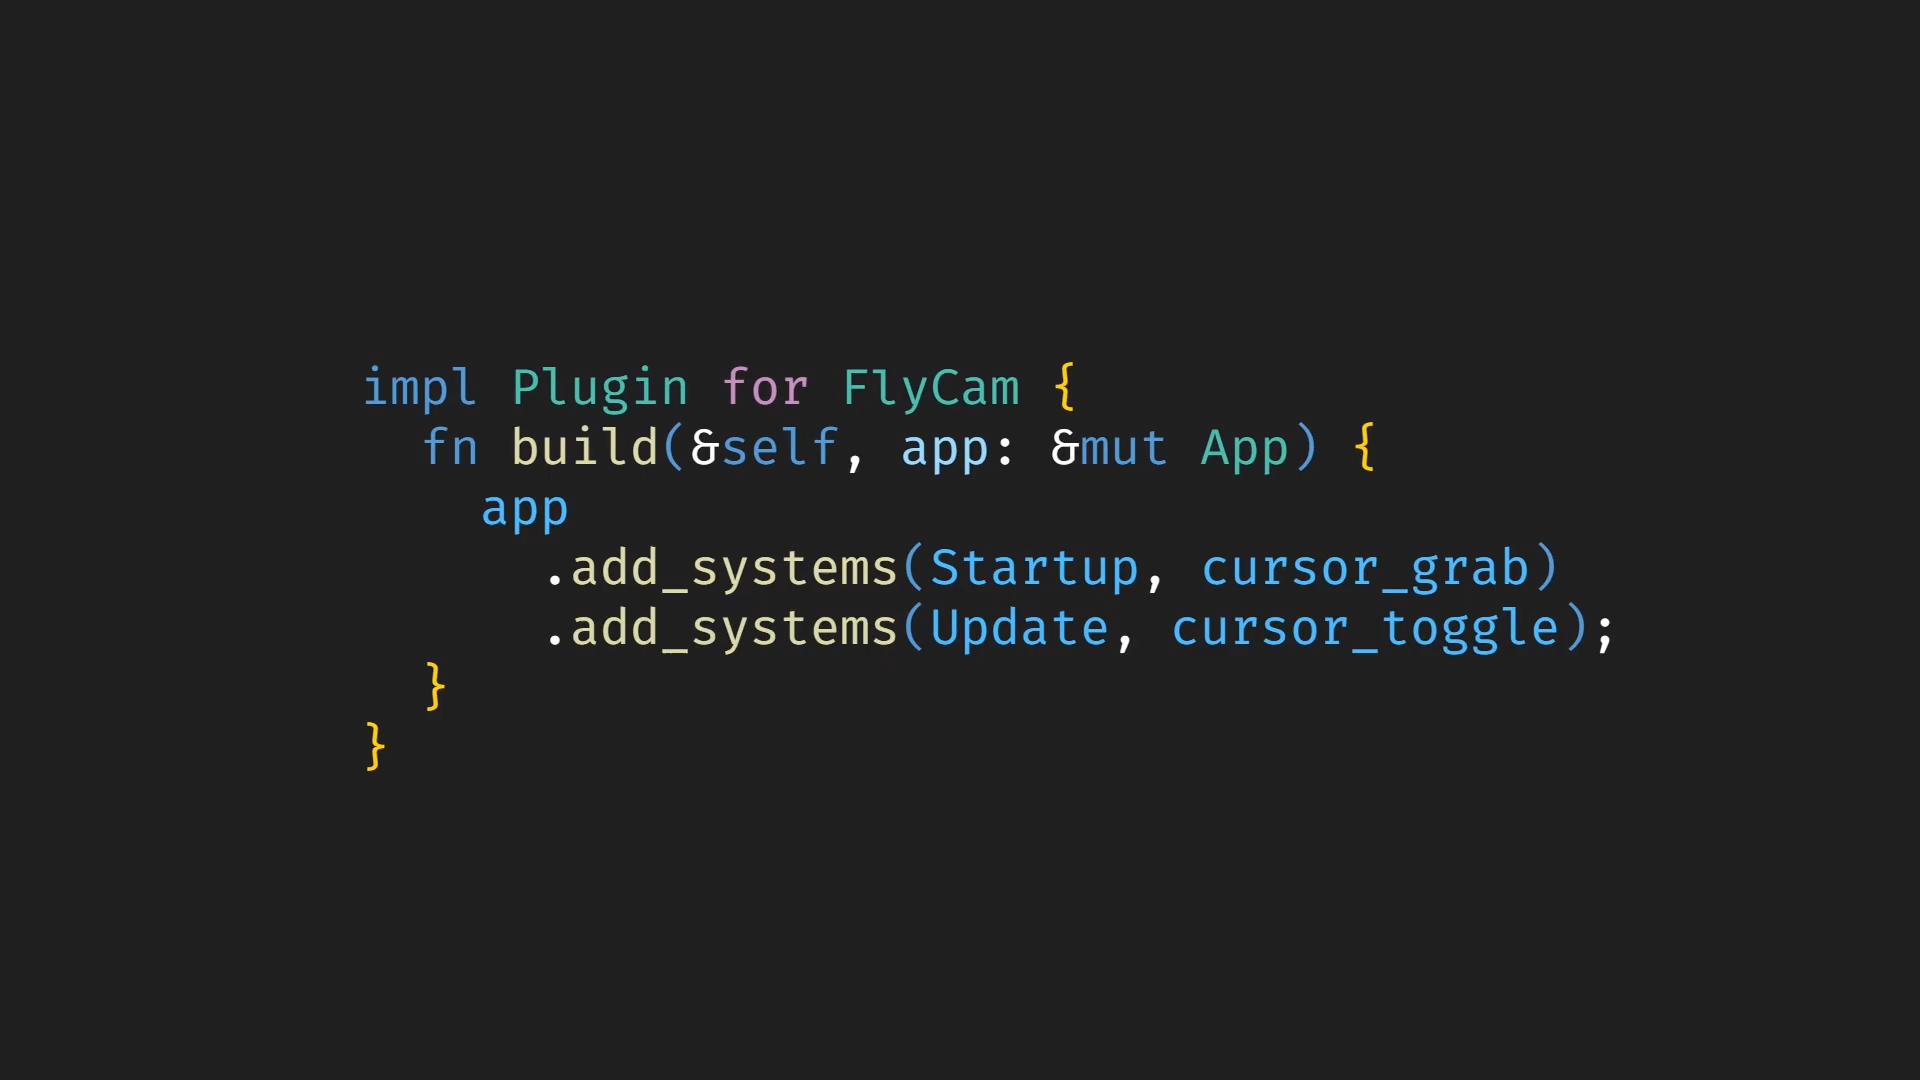 impl Plugin for FlyCam {
  fn build(&self, app: &mut App) {
    app
      .add_systems(Startup, cursor_grab)
      .add_systems(Update, cursor_toggle);
  }
}